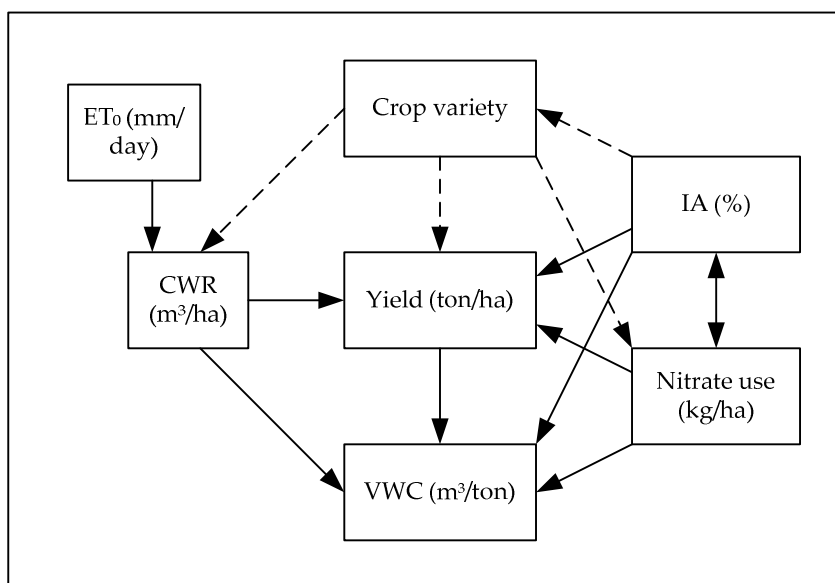 ET₀ (mm/
day)
Crop variety
IA (%)
CWR
(m³/ha)
Yield (ton/ha)
Nitrate use
(kg/ha)
VWC (m³/ton)